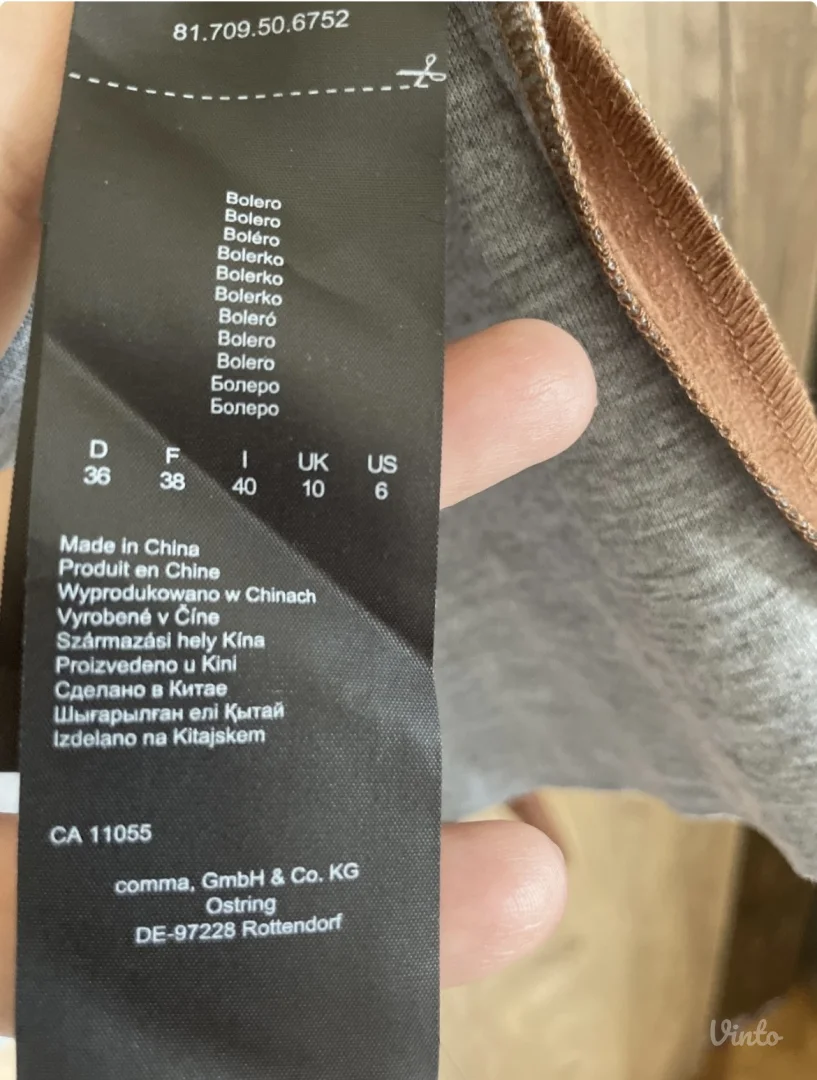 81.709.50.6752
Bolero
Bolero
Boléro
Bolerko
Bolerko
Bolerko
Boleró
Bolero
Bolero
Болеро
Болеро
D F I UK US
36 38 40 10 6
Made in China
Produit en Chine
Wyprodukowano w Chinach
Vyrobené v Číne
Származási hely Kína
Proizvedeno u Kini
Сделано в Китае
Шығарылған елі Қытай
Izdelano na Kitajskem
CA 11055
comma, GmbH & Co. KG
Ostring
DE-97228 Rottendorf
Vinto